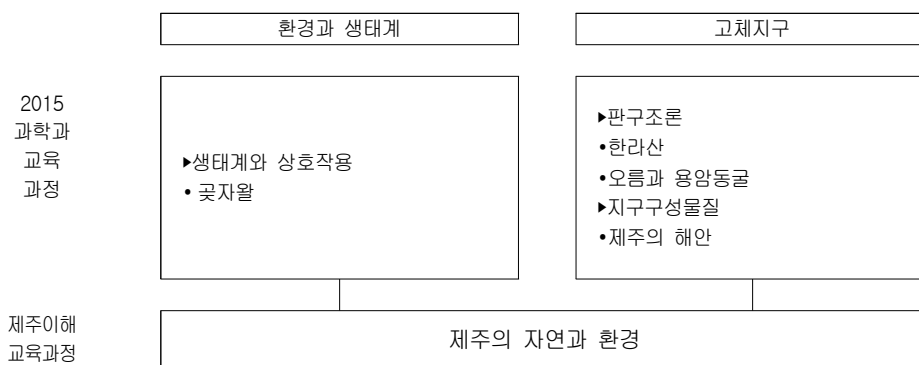 환경과 생태계
고체지구
2015
과학과
교육
과정
▶생태계와 상호작용
• 곶자왈
▶판구조론
•한라산
•오름과 용암동굴
▶지구구성물질
•제주의 해안
제주이해
교육과정
제주의 자연과 환경